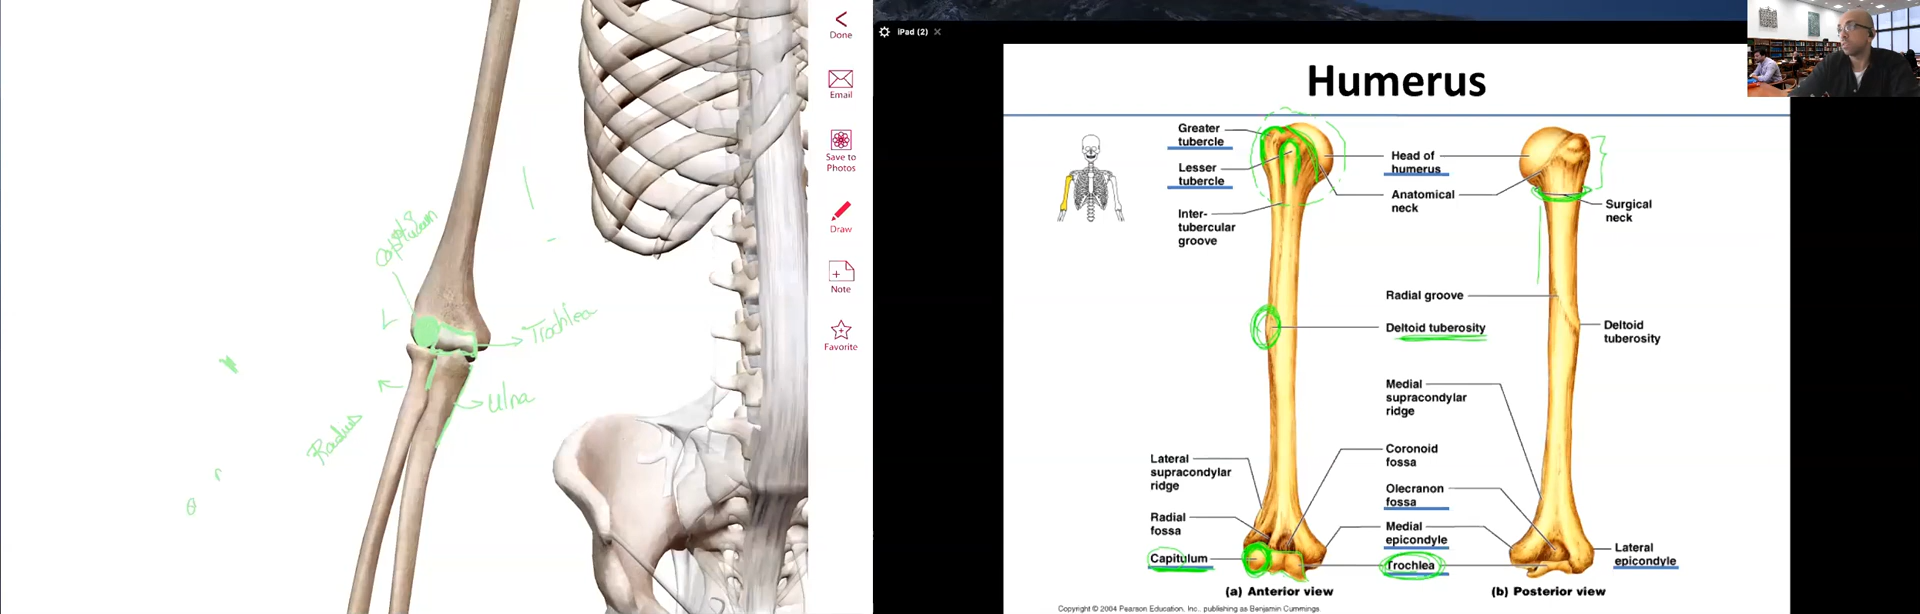 Done
Email
Save to
Photos
Draw
Note
Favorite
Trochlea
Ulna
Radius
L
iPad (2)
Humerus
Greater
tubercle
Lesser
tubercle
Inter-
tubercular
groove
Head of
humerus
Anatomical
neck
Surgical
neck
Radial groove
Deltoid tuberosity
Deltoid
tuberosity
Medial
supracondylar
ridge
Lateral
supracondylar
ridge
Coronoid
fossa
Olecranon
fossa
Radial
fossa
Medial
epicondyle
Lateral
epicondyle
Capitulum
Trochlea
(a) Anterior view
(b) Posterior view
Copyright © 2004 Pearson Education, Inc., publishing as Benjamin Cummings